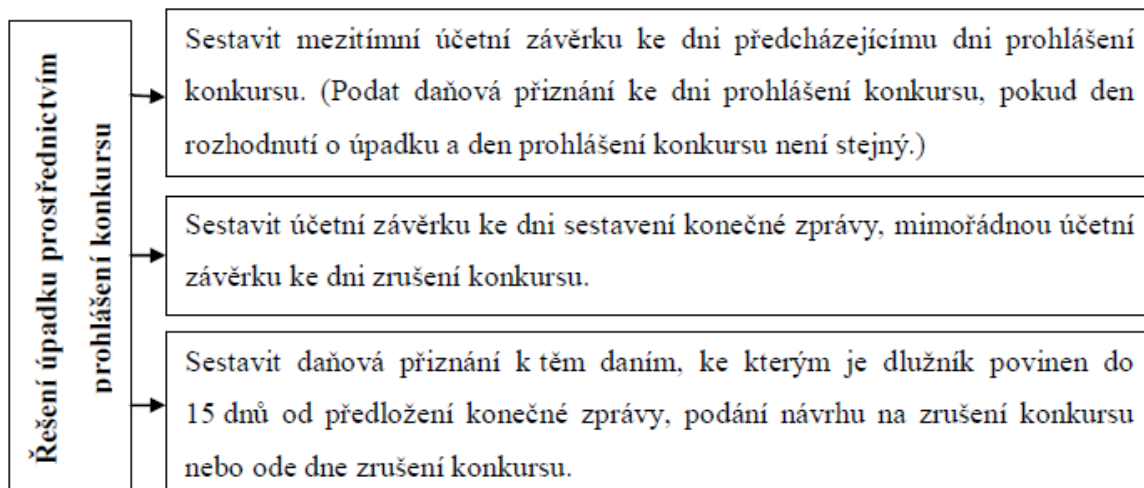 Řešení úpadku prostřednictvím
prohlášení konkursu
Sestavit mezitímní účetní závěrku ke dni předcházejícímu dni prohlášení
konkursu. (Podat daňová přiznání ke dni prohlášení konkursu, pokud den
rozhodnutí o úpadku a den prohlášení konkursu není stejný.)
Sestavit účetní závěrku ke dni sestavení konečné zprávy, mimořádnou účetní
závěrku ke dni zrušení konkursu.
Sestavit daňová přiznání k těm daním, ke kterým je dlužník povinen do
15 dnů od předložení konečné zprávy, podání návrhu na zrušení konkursu
nebo ode dne zrušení konkursu.